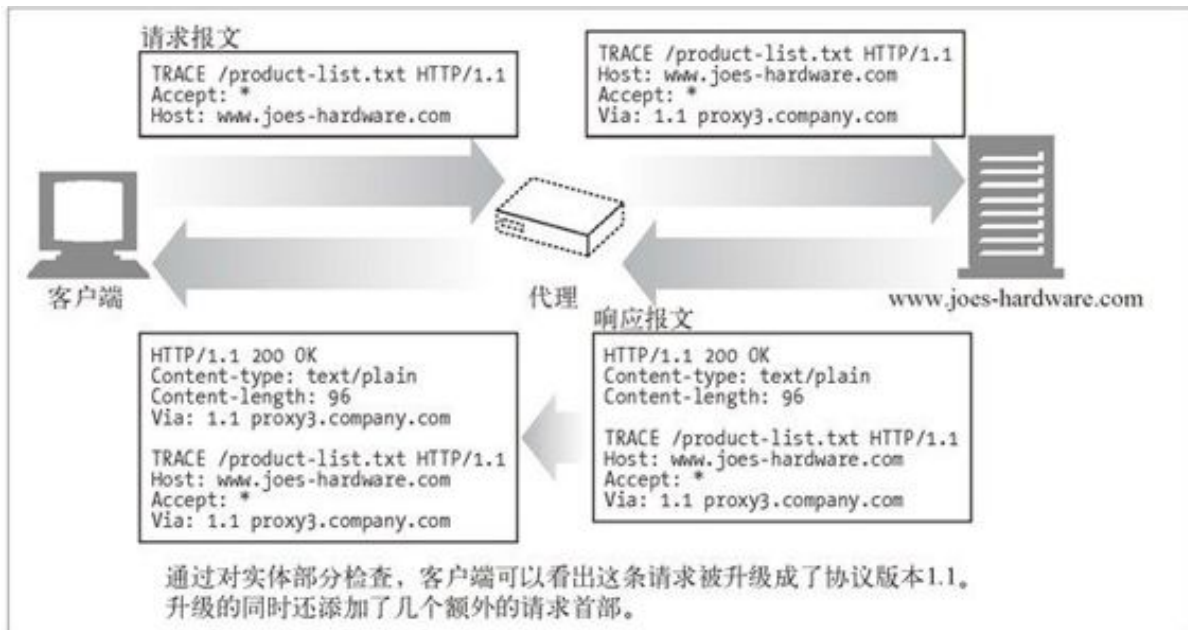 请求报文
TRACE /product-list.txt HTTP/1.1
Accept: *
Host: www.joes-hardware.com
TRACE /product-list.txt HTTP/1.1
Host: www.joes-hardware.com
Accept: *
Via: 1.1 proxy3.company.com
客户端
代理
www.joes-hardware.com
响应报文
HTTP/1.1 200 OK
Content-type: text/plain
Content-length: 96
Via: 1.1 proxy3.company.com
TRACE /product-list.txt HTTP/1.1
Host: www.joes-hardware.com
Accept: *
Via: 1.1 proxy3.company.com
HTTP/1.1 200 OK
Content-type: text/plain
Content-length: 96
TRACE /product-list.txt HTTP/1.1
Host: www.joes-hardware.com
Accept: *
Via: 1.1 proxy3.company.com
通过对实体部分检查，客户端可以看出这条请求被升级成了协议版本1.1。
升级的同时还添加了几个额外的请求首部。